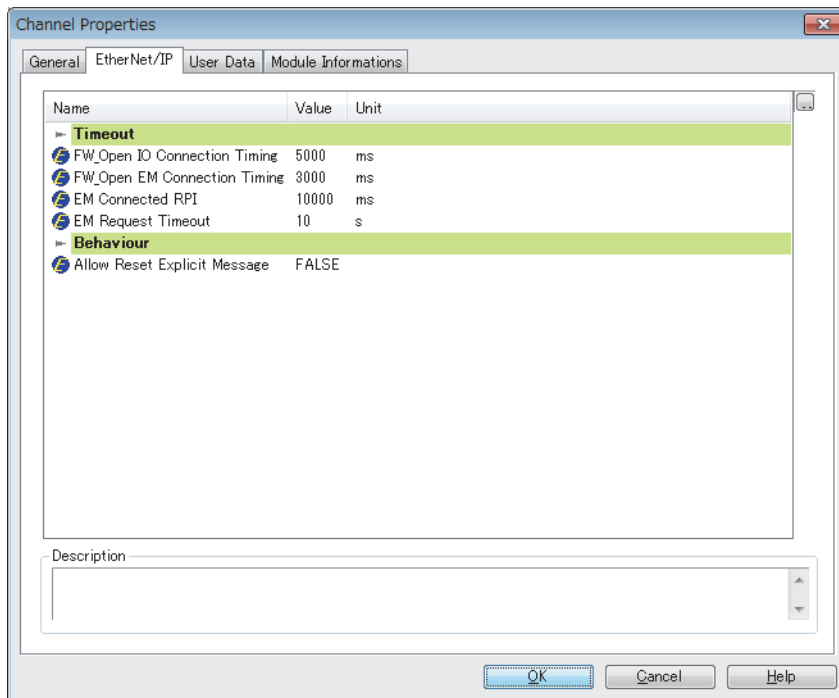 Channel Properties
General EtherNet/IP User Data Module Informations
Name Value Unit
Timeout
FW_Open IO Connection Timing 5000 ms
FW_Open EM Connection Timing 3000 ms
EM Connected RPI 10000 ms
EM Request Timeout 10 s
Behaviour
Allow Reset Explicit Message FALSE
Description
OK Cancel Help